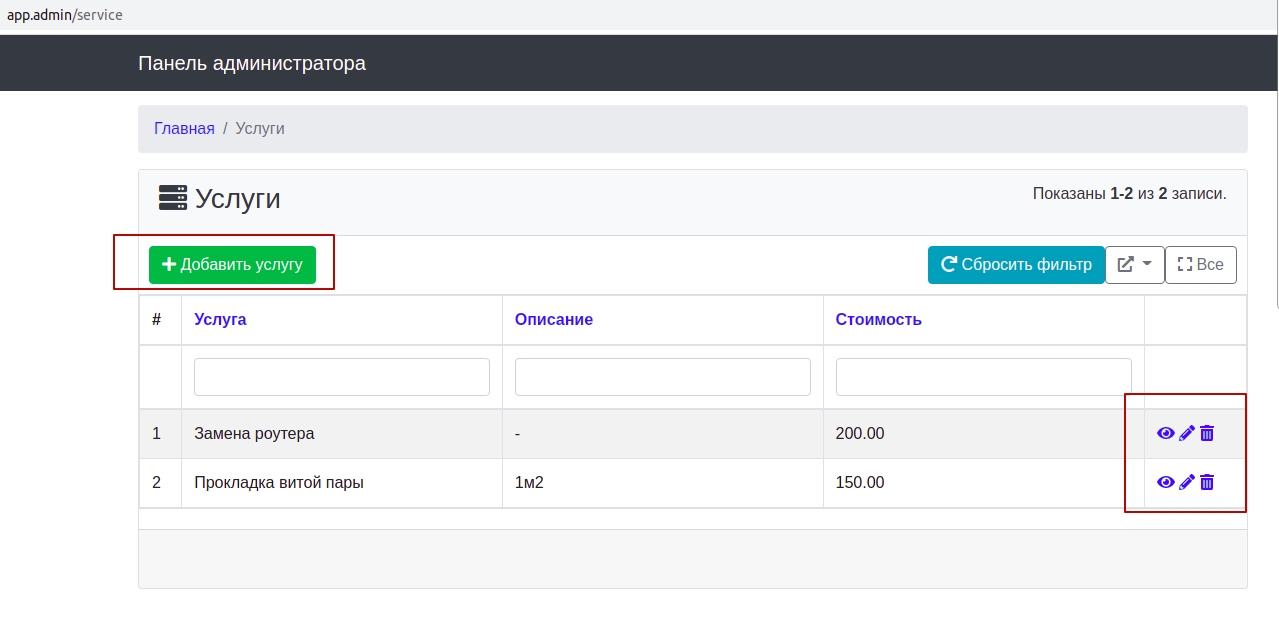 app.admin/service
Панель администратора
Главная / Услуги
Услуги
Показаны 1-2 из 2 записи.
Добавить услугу
Сбросить фильтр
Все
# Услуга Описание Стоимость
1 Замена роутера - 200.00
2 Прокладка витой пары 1м2 150.00